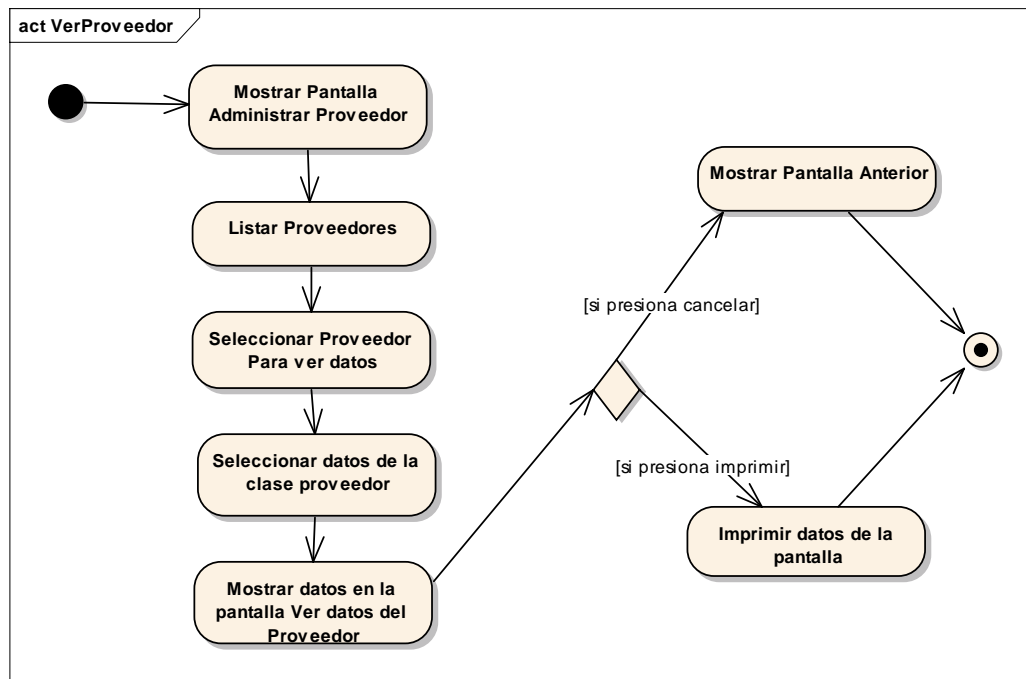 act VerProveedor
Mostrar Pantalla
Administrar Proveedor
Listar Proveedores
Seleccionar Proveedor
Para ver datos
Seleccionar datos de la
clase proveedor
Mostrar datos en la
pantalla Ver datos del
Proveedor
[si presiona cancelar]
[si presiona imprimir]
Mostrar Pantalla Anterior
Imprimir datos de la
pantalla